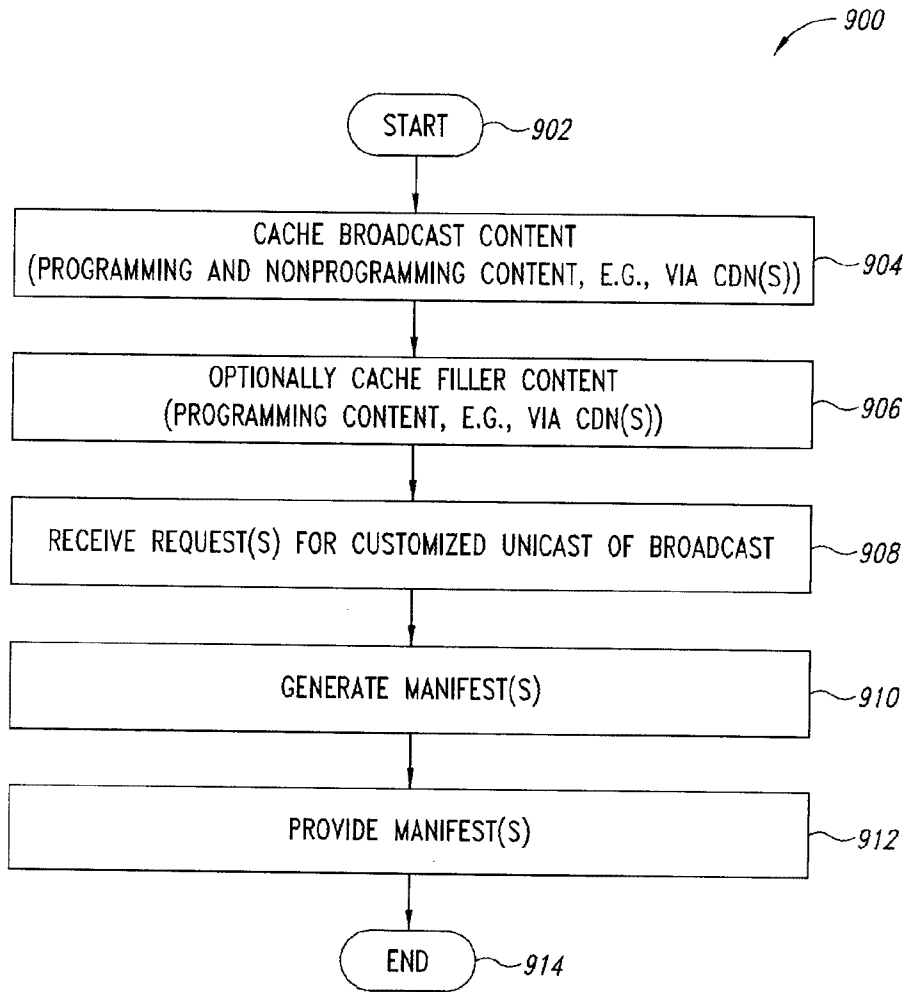 900
START
902
CACHE BROADCAST CONTENT
(PROGRAMMING AND NONPROGRAMMING CONTENT, E.G., VIA CDN(S))
904
OPTIONALLY CACHE FILLER CONTENT
(PROGRAMMING CONTENT, E.G., VIA CDN(S))
906
RECEIVE REQUEST(S) FOR CUSTOMIZED UNICAST OF BROADCAST
908
GENERATE MANIFEST(S)
910
PROVIDE MANIFEST(S)
912
END
914